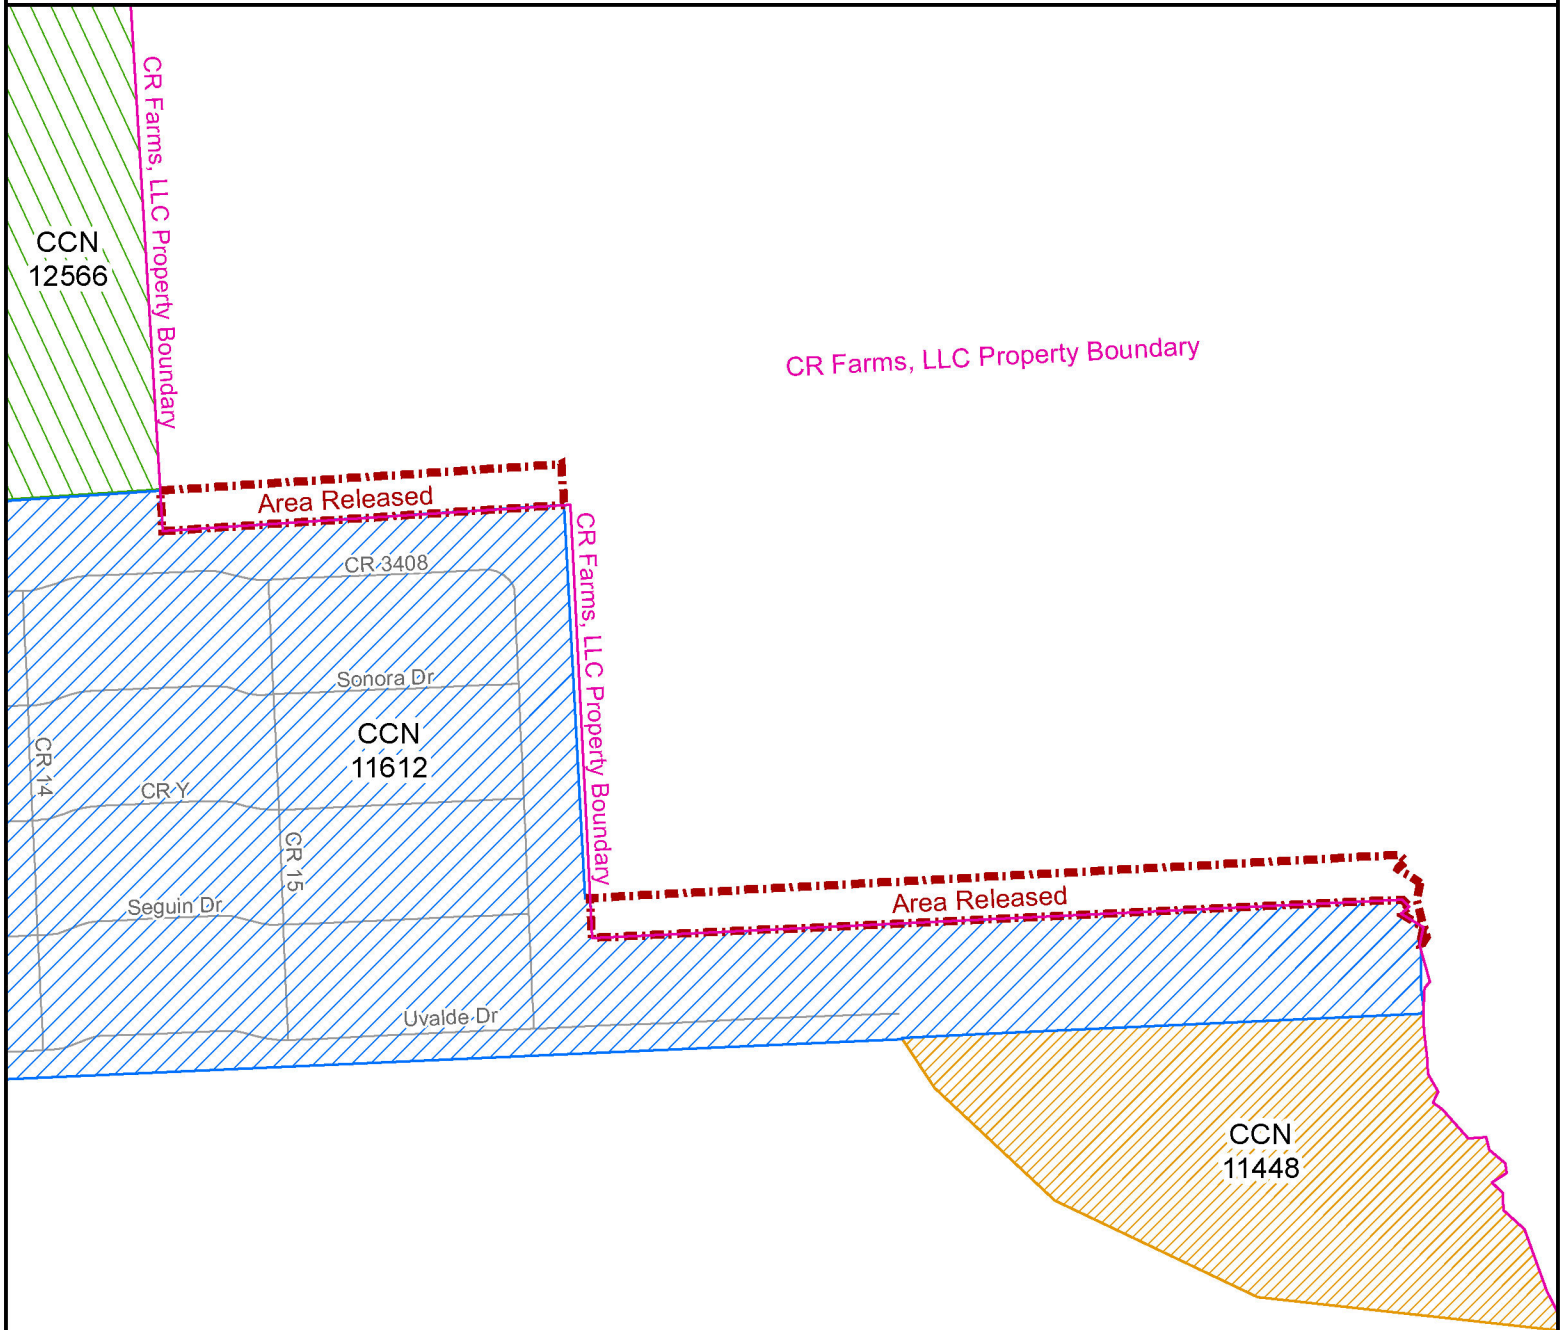 CR Farms, LLC Property Boundary
CCN
12566
CR Farms, LLC Property Boundary
Area Released
CR Farms, LLC Property Boundary
CR 3408
Sonora Dr
CCN
11612
CR 14
CR Y
CR 15
Seguin Dr
Area Released
Uvalde Dr
CCN
11448